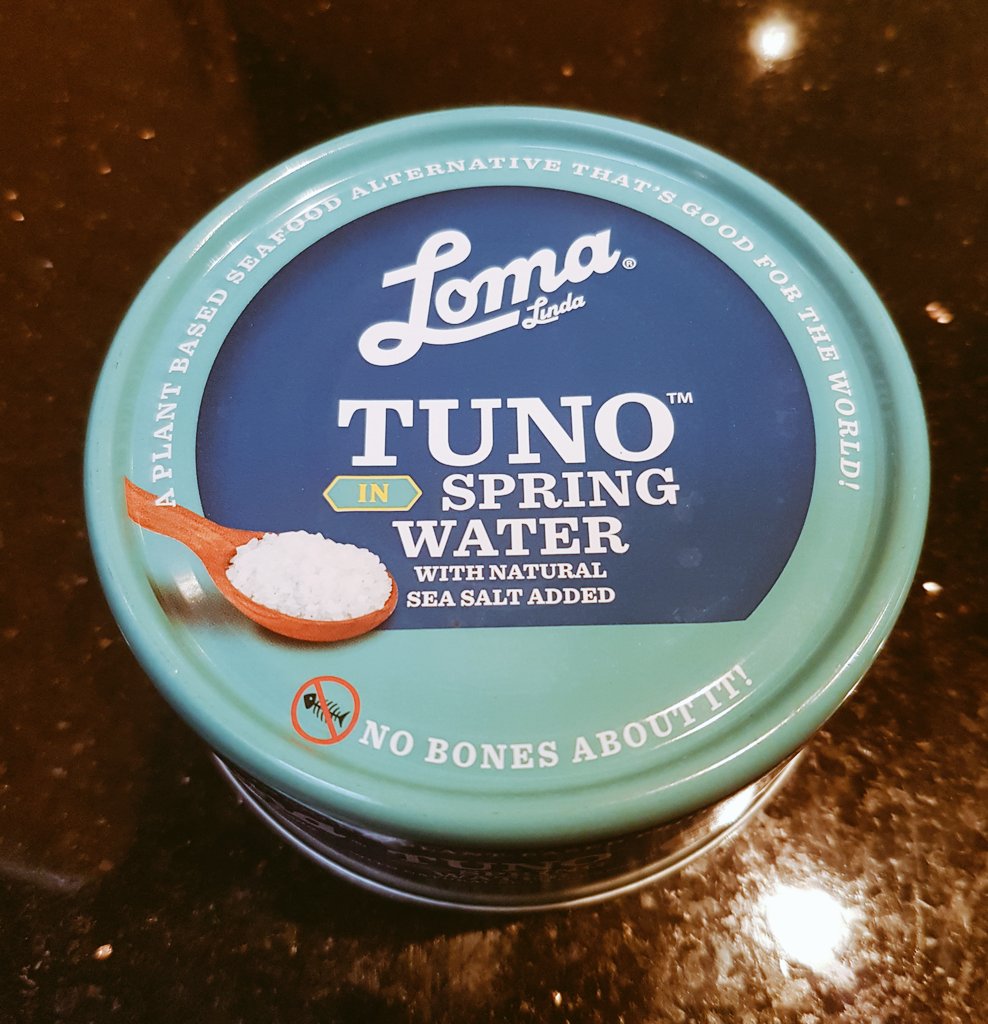 A PLANT BASED SEAFOOD ALTERNATIVE THAT'S GOOD FOR THE WORLD!
Loma®
Linda
TUNO™
IN SPRING
WATER
WITH NATURAL
SEA SALT ADDED
NO BONES ABOUT IT!
TUNO